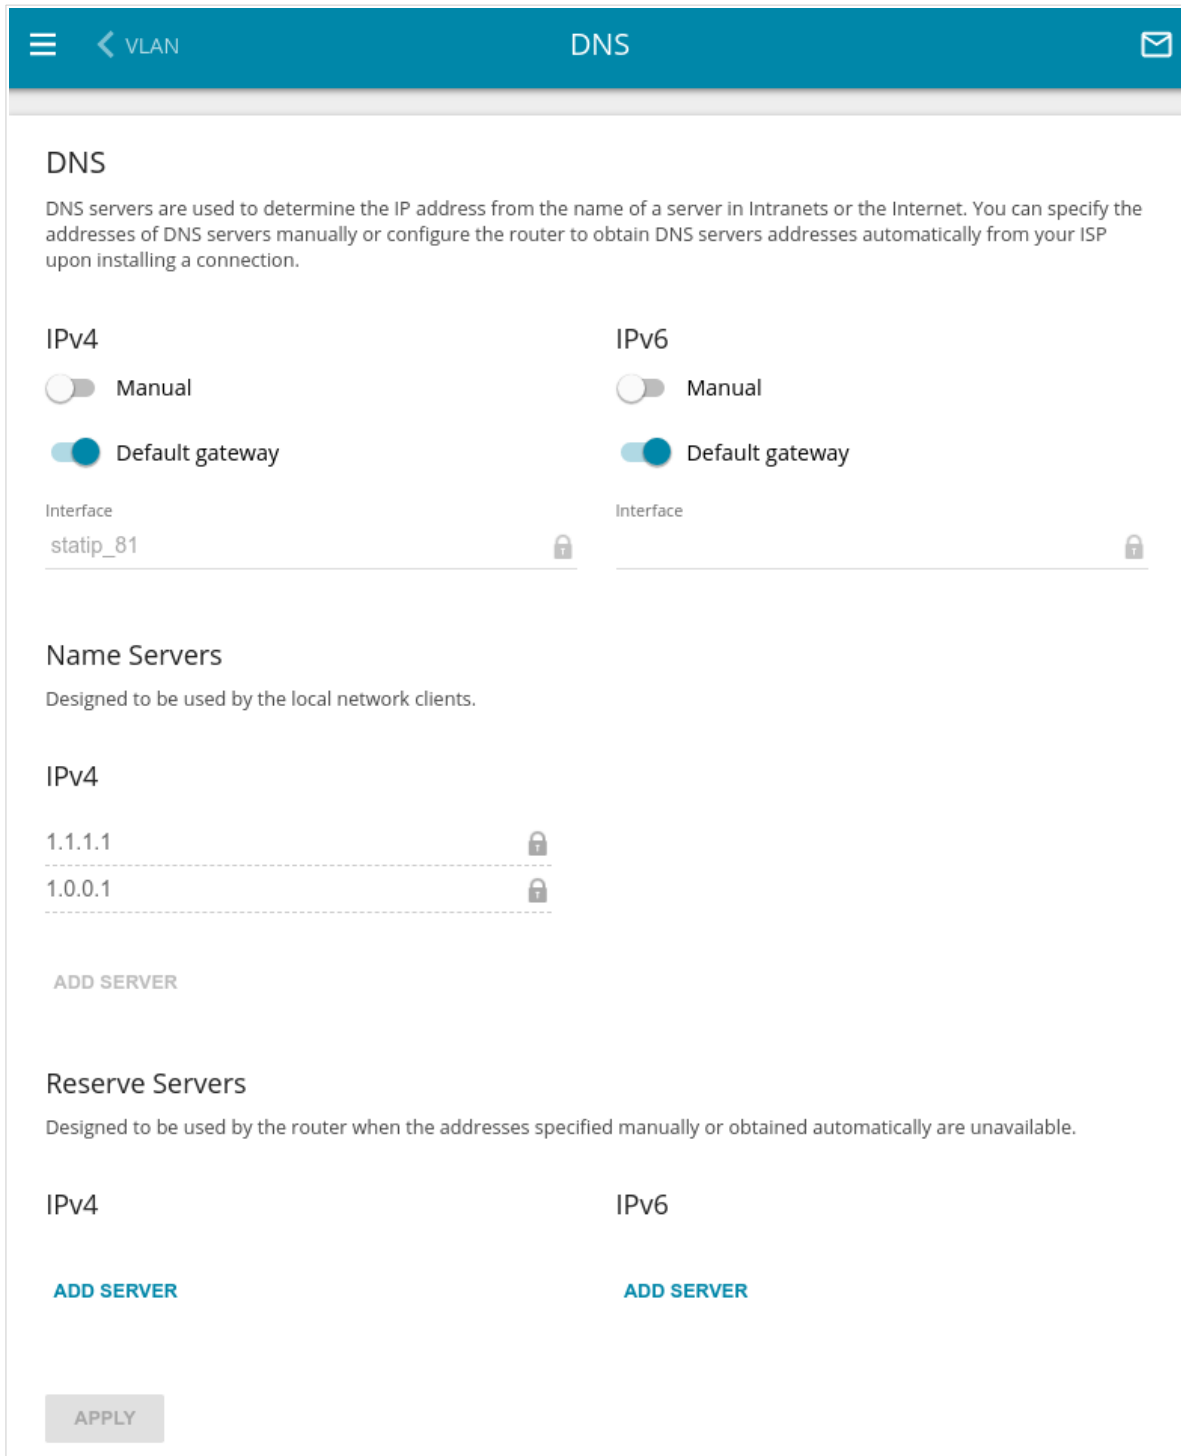 VLAN
DNS
DNS
DNS servers are used to determine the IP address from the name of a server in Intranets or the Internet. You can specify the
addresses of DNS servers manually or configure the router to obtain DNS servers addresses automatically from your ISP
upon installing a connection.
IPv4
Manual
Default gateway
Interface
statip_81
IPv6
Manual
Default gateway
Interface
Name Servers
Designed to be used by the local network clients.
IPv4
1.1.1.1
1.0.0.1
ADD SERVER
Reserve Servers
Designed to be used by the router when the addresses specified manually or obtained automatically are unavailable.
IPv4
ADD SERVER
IPv6
ADD SERVER
APPLY